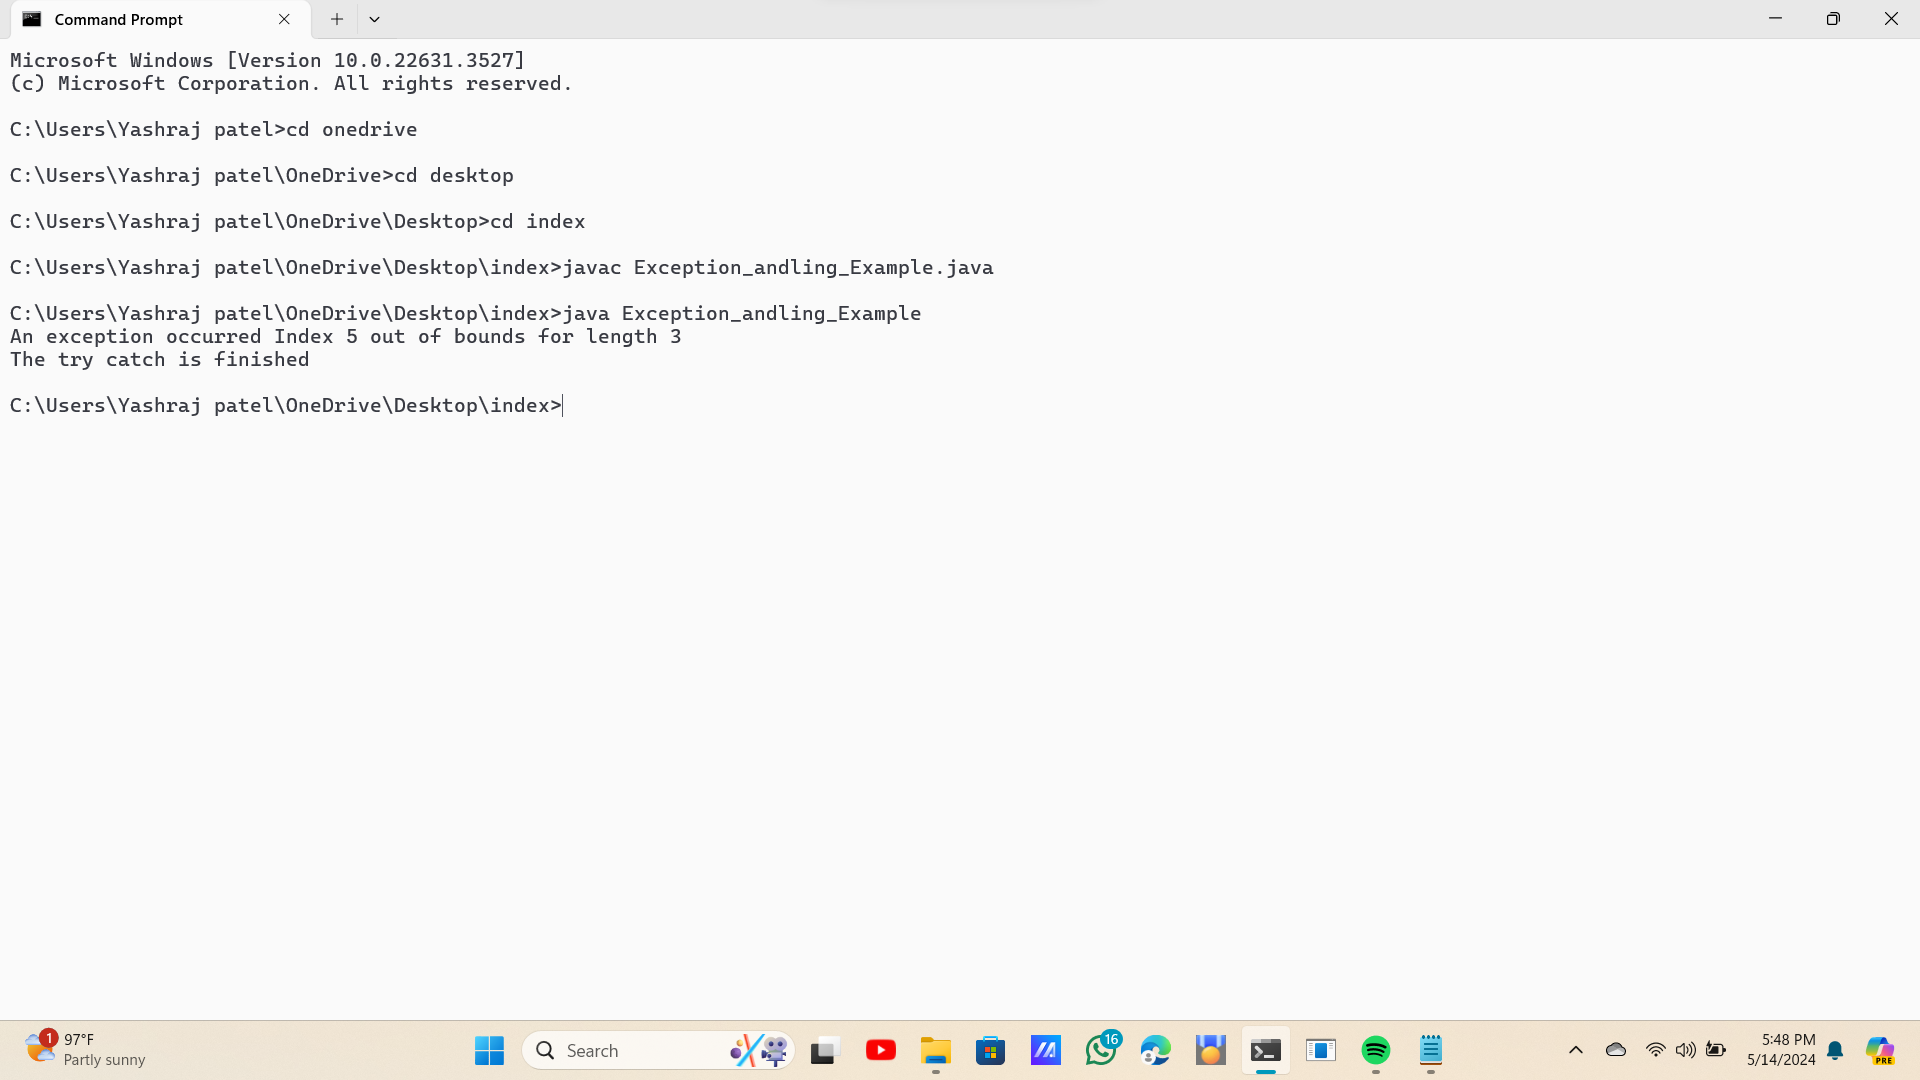 Command Prompt
Microsoft Windows [Version 10.0.22631.3527]
(c) Microsoft Corporation. All rights reserved.
C:\Users\Yashraj patel>cd onedrive
C:\Users\Yashraj patel\OneDrive>cd desktop
C:\Users\Yashraj patel\OneDrive\Desktop>cd index
C:\Users\Yashraj patel\OneDrive\Desktop\index>javac Exception_andling_Example.java
C:\Users\Yashraj patel\OneDrive\Desktop\index>java Exception_andling_Example
An exception occurred Index 5 out of bounds for length 3
The try catch is finished
C:\Users\Yashraj patel\OneDrive\Desktop\index>
1
97°F
Partly sunny
Search
16
5:48 PM
5/14/2024
PRE